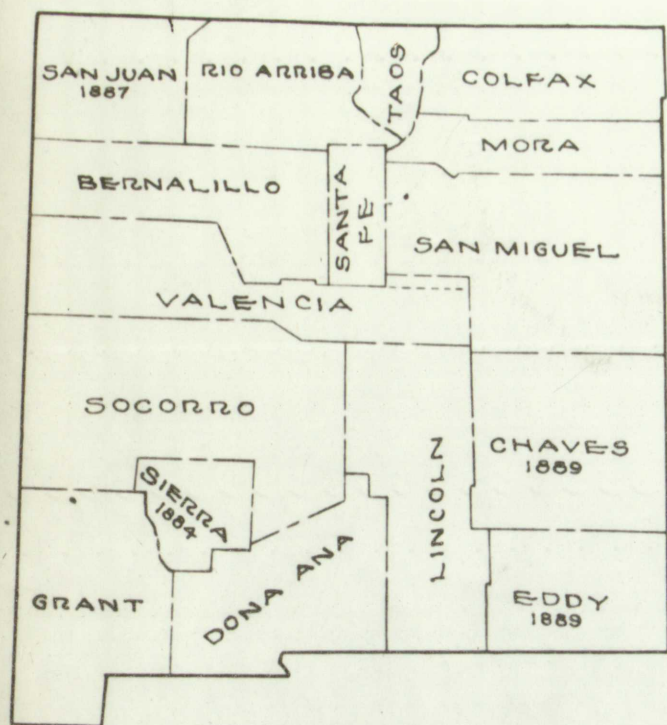 SAN JUAN
1887
RIO ARRIBA
TAOS
COLFAX
MORA
BERNALILLO
SANTA
FE
SAN MIGUEL
VALENCIA
SOCORRO
SIERRA
1884
CHAVES
1889
LINCOLN
GRANT
DONA ANA
EDDY
1889